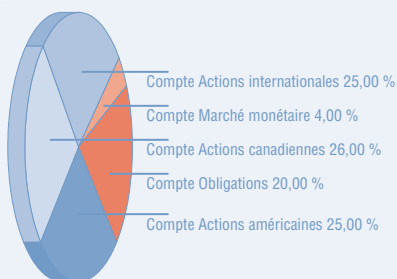 Compte Actions internationales 25,00 %
Compte Marché monétaire 4,00 %
Compte Actions canadiennes 26,00 %
Compte Obligations 20,00 %
Compte Actions américaines 25,00 %